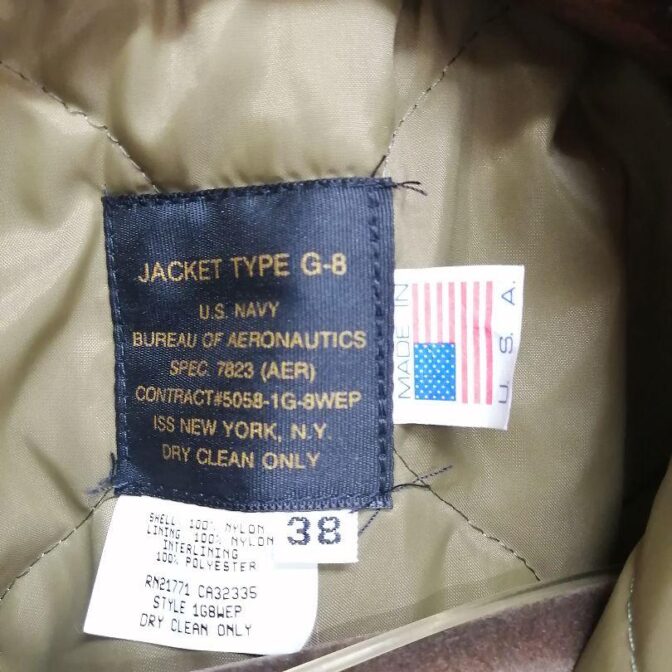 JACKET TYPE G-8
U.S. NAVY
BUREAU OF AERONAUTICS
SPEC. 7823 (AER)
CONTRACT#5058-1G-8WEP
ISS NEW YORK, N.Y.
DRY CLEAN ONLY
MADE IN
U. S. A.
38
SHELL: 100% NYLON
LINING: 100% NYLON
INTERLINING
100% POLYESTER
RN21771 CA32335
STYLE 1G8WEP
DRY CLEAN ONLY